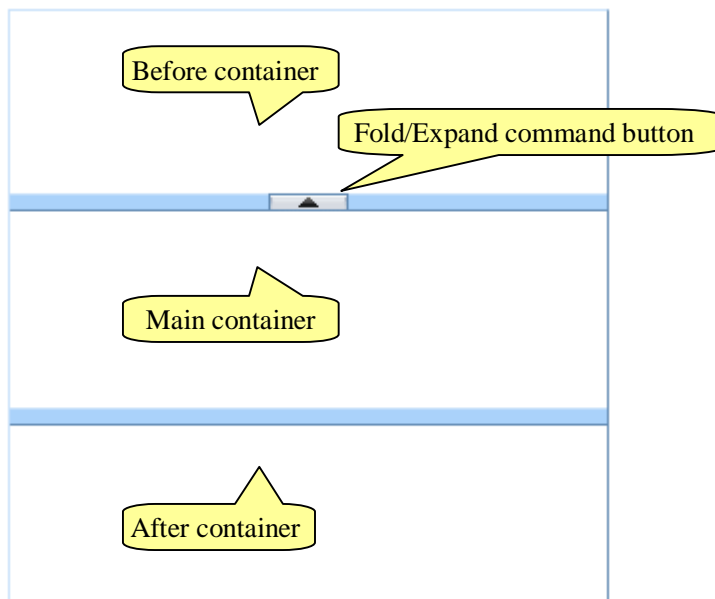 Before container
Fold/Expand command button
Main container
After container